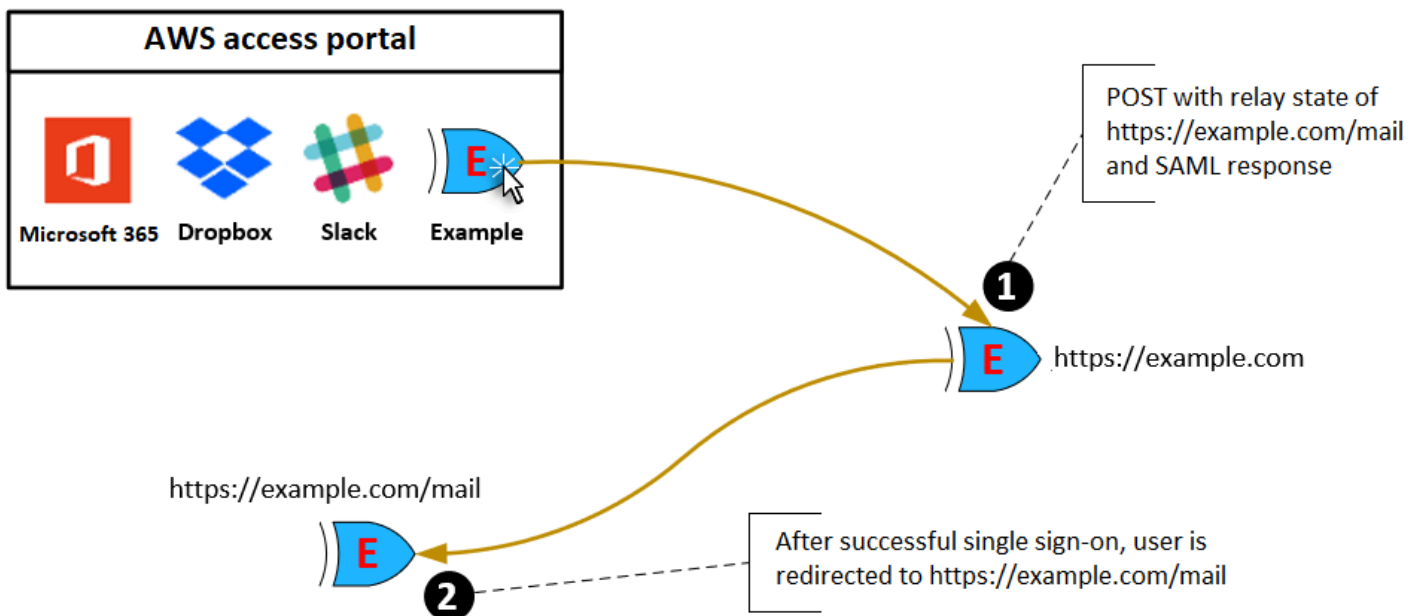 AWS access portal
E
Microsoft 365 Dropbox Slack Example
POST with relay state of
https://example.com/mail
and SAML response
1
E https://example.com
https://example.com/mail
E
2
After successful single sign-on, user is
redirected to https://example.com/mail